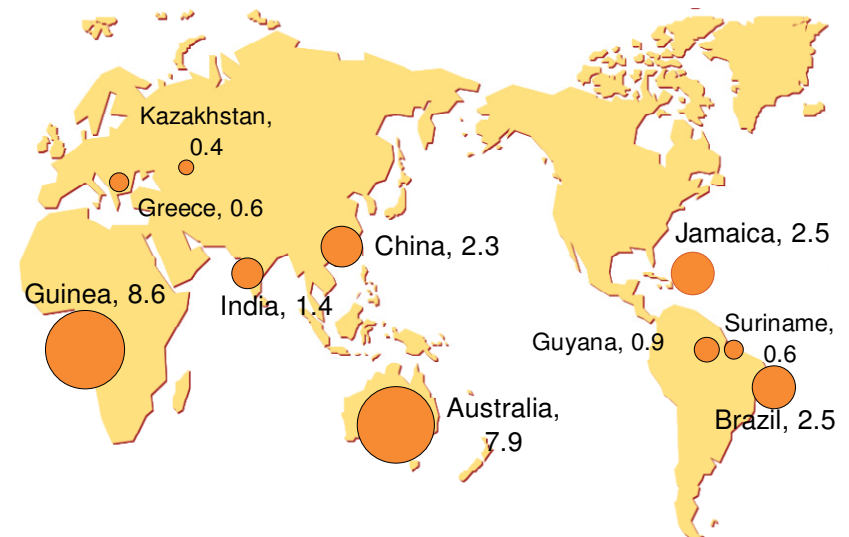 Kazakhstan,
0.4
Greece, 0.6
China, 2.3
Jamaica, 2.5
Guinea, 8.6
India, 1.4
Suriname,
0.6
Guyana, 0.9
Australia,
7.9
Brazil, 2.5